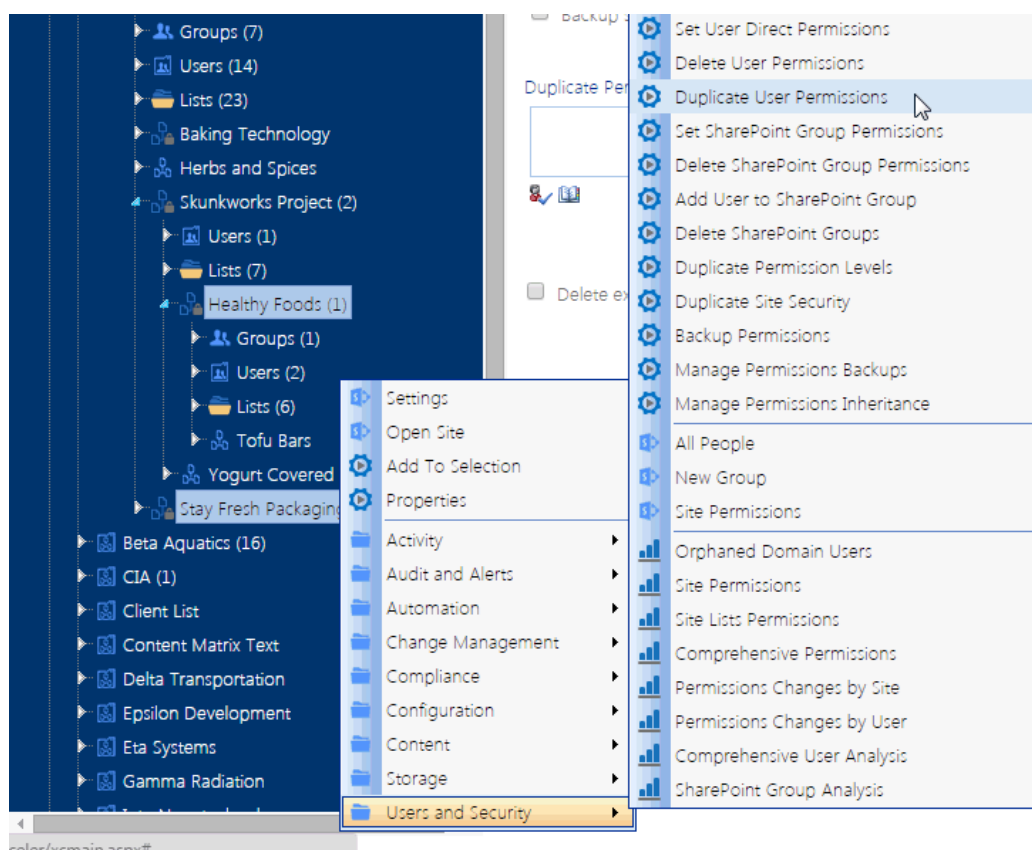 Groups (7)
Users (14)
Lists (23)
Baking Technology
Herbs and Spices
Skunkworks Project (2)
Users (1)
Lists (7)
Healthy Foods (1)
Groups (1)
Users (2)
Lists (6)
Tofu Bars
Yogurt Covered
Stay Fresh Packaging
Beta Aquatics (16)
CIA (1)
Client List
Content Matrix Text
Delta Transportation
Epsilon Development
Eta Systems
Gamma Radiation
Backup
Duplicate Per
Delete ex
Settings
Open Site
Add To Selection
Properties
Activity
Audit and Alerts
Automation
Change Management
Compliance
Configuration
Content
Storage
Users and Security
Set User Direct Permissions
Delete User Permissions
Duplicate User Permissions
Set SharePoint Group Permissions
Delete SharePoint Group Permissions
Add User to SharePoint Group
Delete SharePoint Groups
Duplicate Permission Levels
Duplicate Site Security
Backup Permissions
Manage Permissions Backups
Manage Permissions Inheritance
All People
New Group
Site Permissions
Orphaned Domain Users
Site Permissions
Site Lists Permissions
Comprehensive Permissions
Permissions Changes by Site
Permissions Changes by User
Comprehensive User Analysis
SharePoint Group Analysis